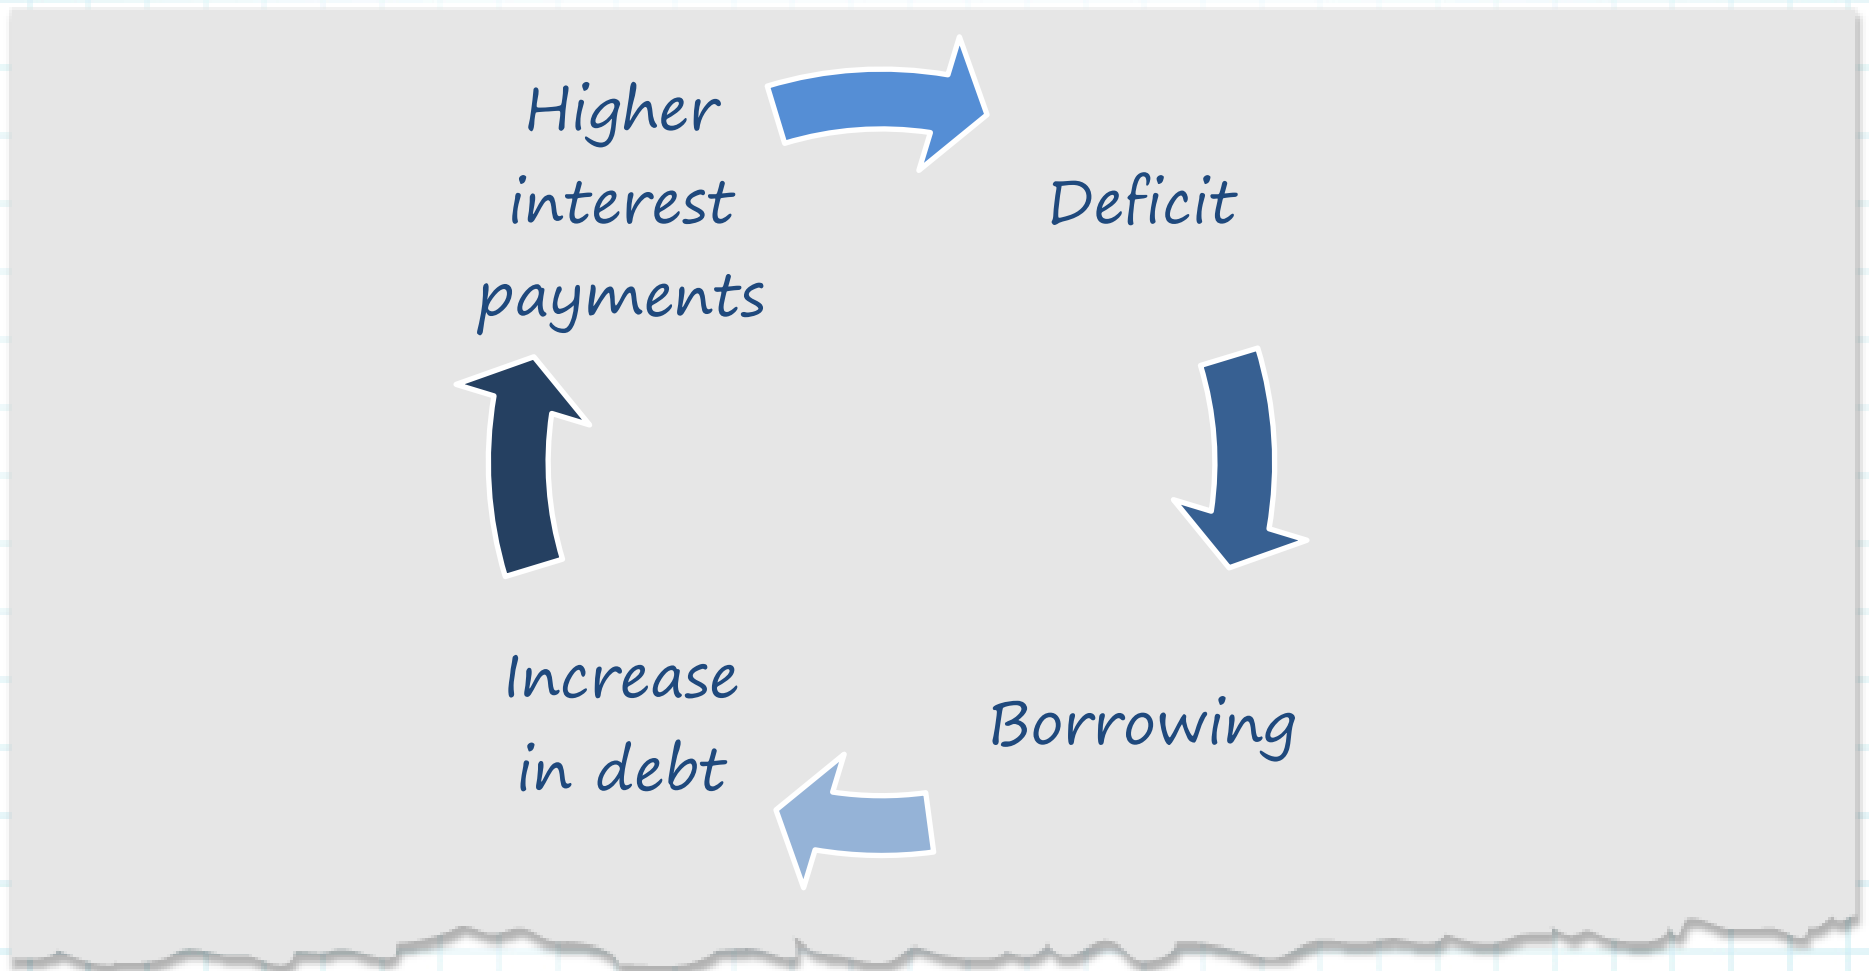 Higher
interest
payments
Deficit
Borrowing
Increase
in debt